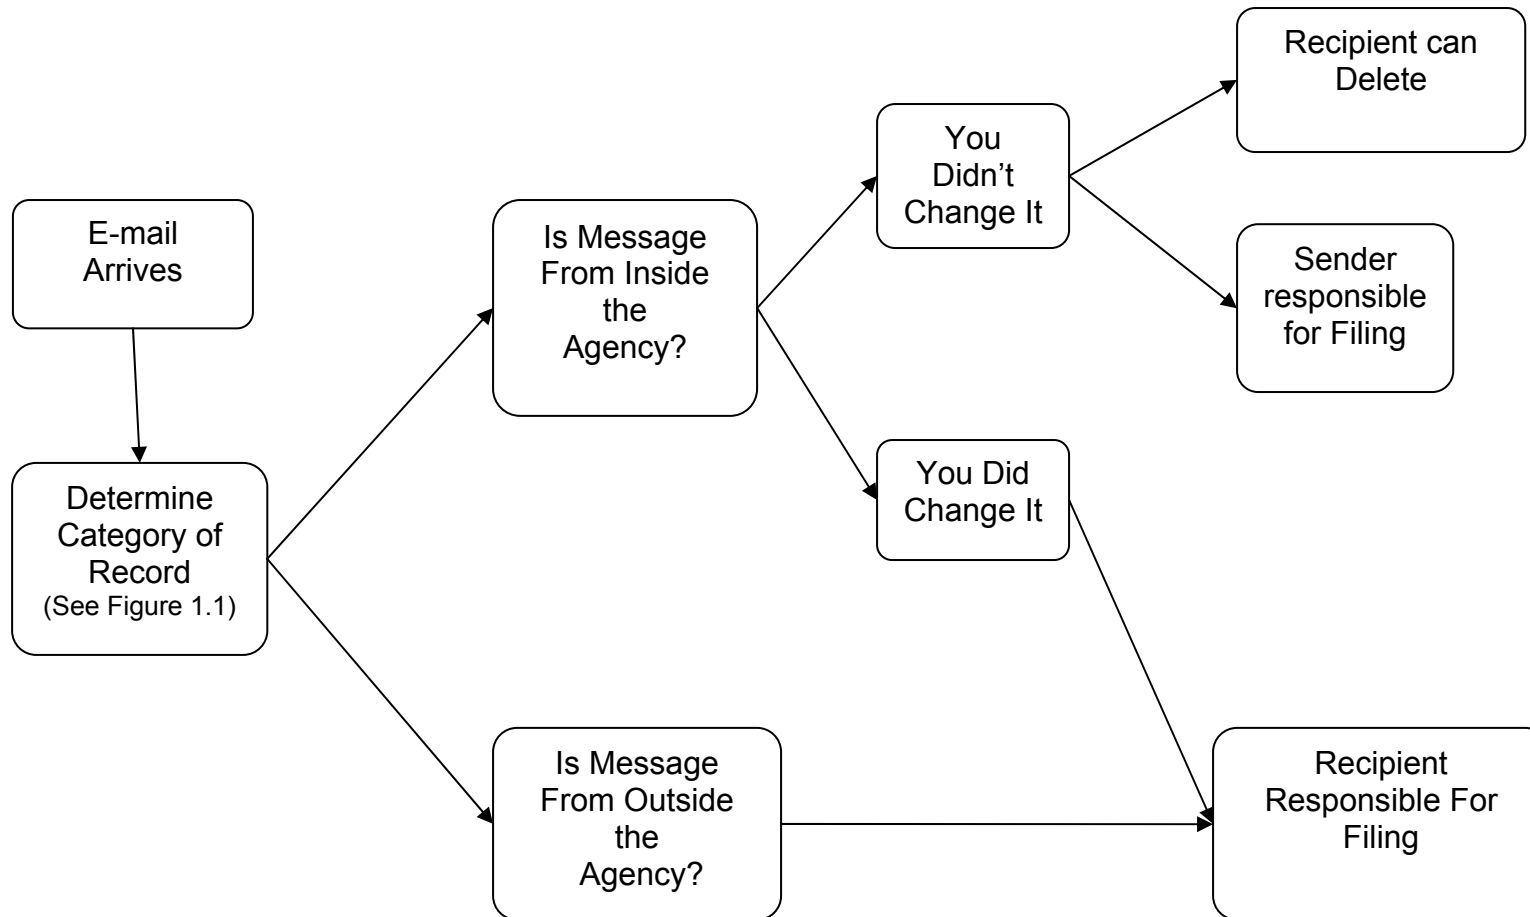 E-mail
Arrives
Determine
Category of
Record
(See Figure 1.1)
Is Message
From Inside
the
Agency?
Is Message
From Outside
the
Agency?
You
Didn’t
Change It
You Did
Change It
Recipient can
Delete
Sender
responsible
for Filing
Recipient
Responsible For
Filing